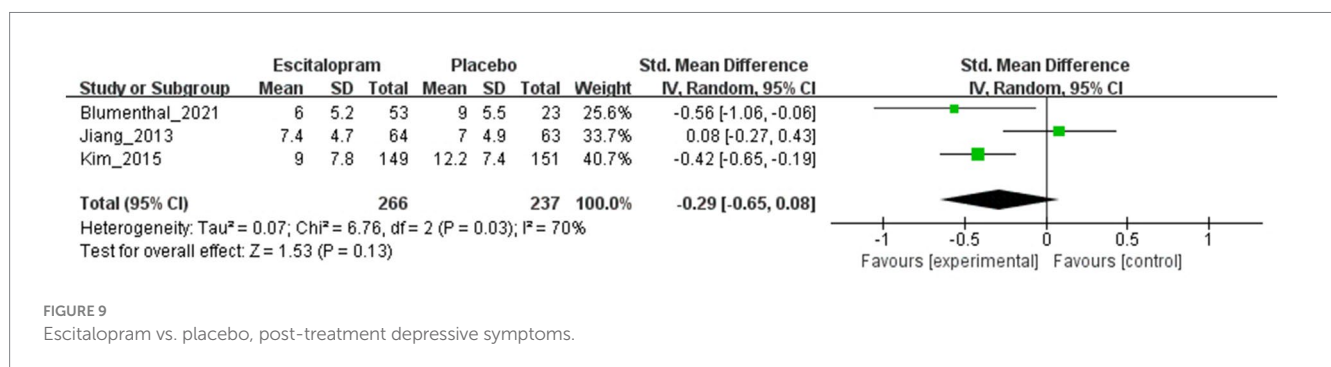 Escitalopram Placebo Std. Mean Difference Std. Mean Difference
Study or Subgroup Mean SD Total Mean SD Total Weight IV, Random, 95% CI IV, Random, 95% CI
Blumenthal_2021 6 5.2 53 9 5.5 23 25.6% -0.56 [-1.06, -0.06]
Jiang_2013 7.4 4.7 64 7 4.9 63 33.7% 0.08 [-0.27, 0.43]
Kim_2015 9 7.8 149 12.2 7.4 151 40.7% -0.42 [-0.65, -0.19]
Total (95% CI) 266 237 100.0% -0.29 [-0.65, 0.08]
Heterogeneity: Tau² = 0.07; Chi² = 6.76, df = 2 (P = 0.03); I² = 70%
Test for overall effect: Z = 1.53 (P = 0.13)
-1 -0.5 0 0.5 1
Favours [experimental] Favours [control]
FIGURE 9
Escitalopram vs. placebo, post-treatment depressive symptoms.